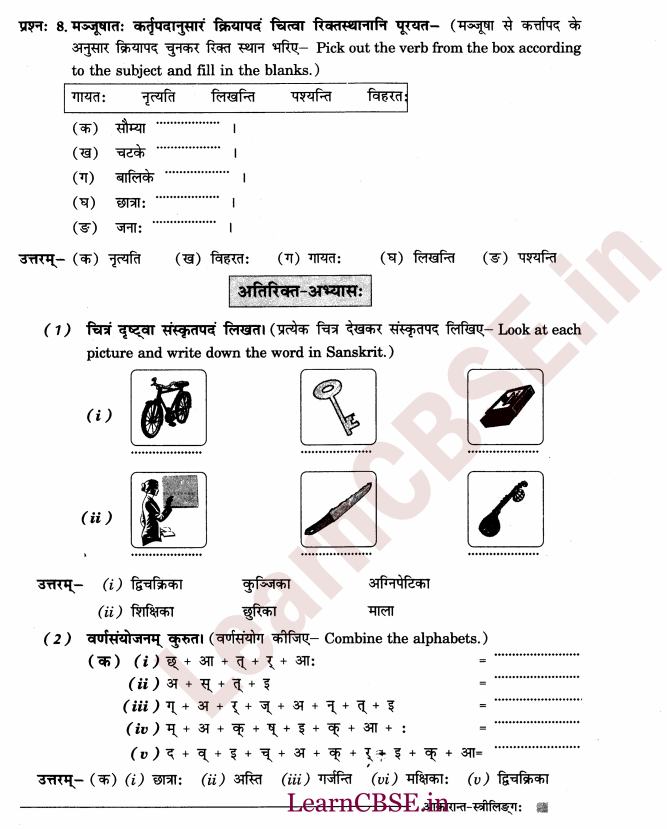 प्रश्नः 8. मञ्जूषातः कर्तृपदानुसारं क्रियापदं चित्वा रिक्तस्थानानि पूरयत– (मञ्जूषा से कर्त्तापद के
अनुसार क्रियापद चुनकर रिक्त स्थान भरिए– Pick out the verb from the box according
to the subject and fill in the blanks.)
गायतः नृत्यति लिखन्ति पश्यन्ति विहरतः
(क) सौम्या ..................... ।
(ख) चटके ..................... ।
(ग) बालिके ..................... ।
(घ) छात्राः ..................... ।
(ङ) जनाः ..................... ।
उत्तरम्– (क) नृत्यति (ख) विहरतः (ग) गायतः (घ) लिखन्ति (ङ) पश्यन्ति
अतिरिक्त-अभ्यासः
(1) चित्रं दृष्ट्वा संस्कृतपदं लिखत। (प्रत्येक चित्र देखकर संस्कृतपद लिखिए– Look at each
picture and write down the word in Sanskrit.)
(i)
(ii)
उत्तरम्– (i) द्विचक्रिका कुञ्जिका अग्निपेटिका
(ii) शिक्षिका छुरिका माला
(2) वर्णसंयोजनम् कुरुत। (वर्णसंयोग कीजिए– Combine the alphabets.)
(क) (i) छ् + आ + त् + र् + आः = .....................
(ii) अ + स् + त् + इ = .....................
(iii) ग् + अ + र् + ज् + अ + न् + त् + इ = .....................
(iv) म् + अ + क् + ष् + इ + क् + आ + : = .....................
(v) द + व् + इ + च् + अ + क् + र् + इ + क् + आ= .....................
उत्तरम्– (क) (i) छात्राः (ii) अस्ति (iii) गर्जन्ति (vi) मक्षिकाः (v) द्विचक्रिका
LearnCBSE.in आकारान्त-स्त्रीलिङ्गः
LearnCBSE.in